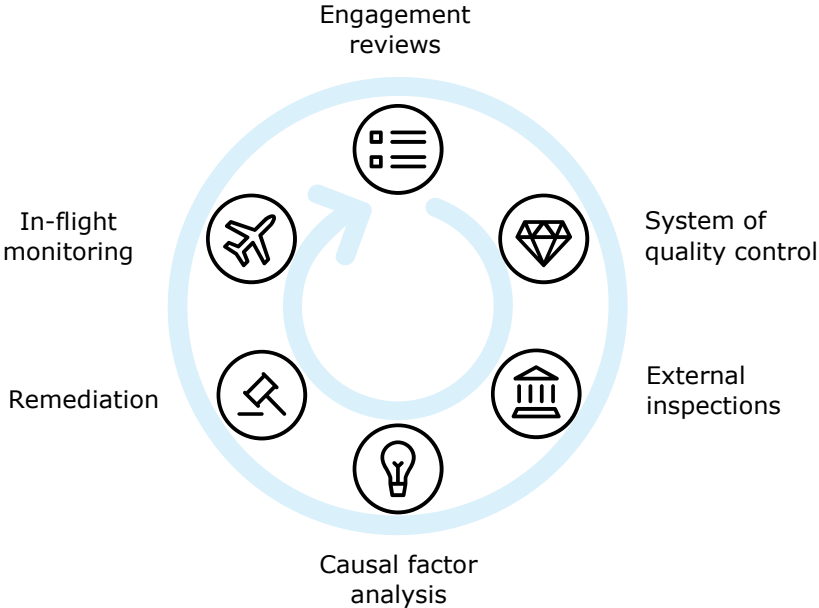 Engagement
reviews
System of
quality control
External
inspections
Causal factor
analysis
Remediation
In-flight
monitoring